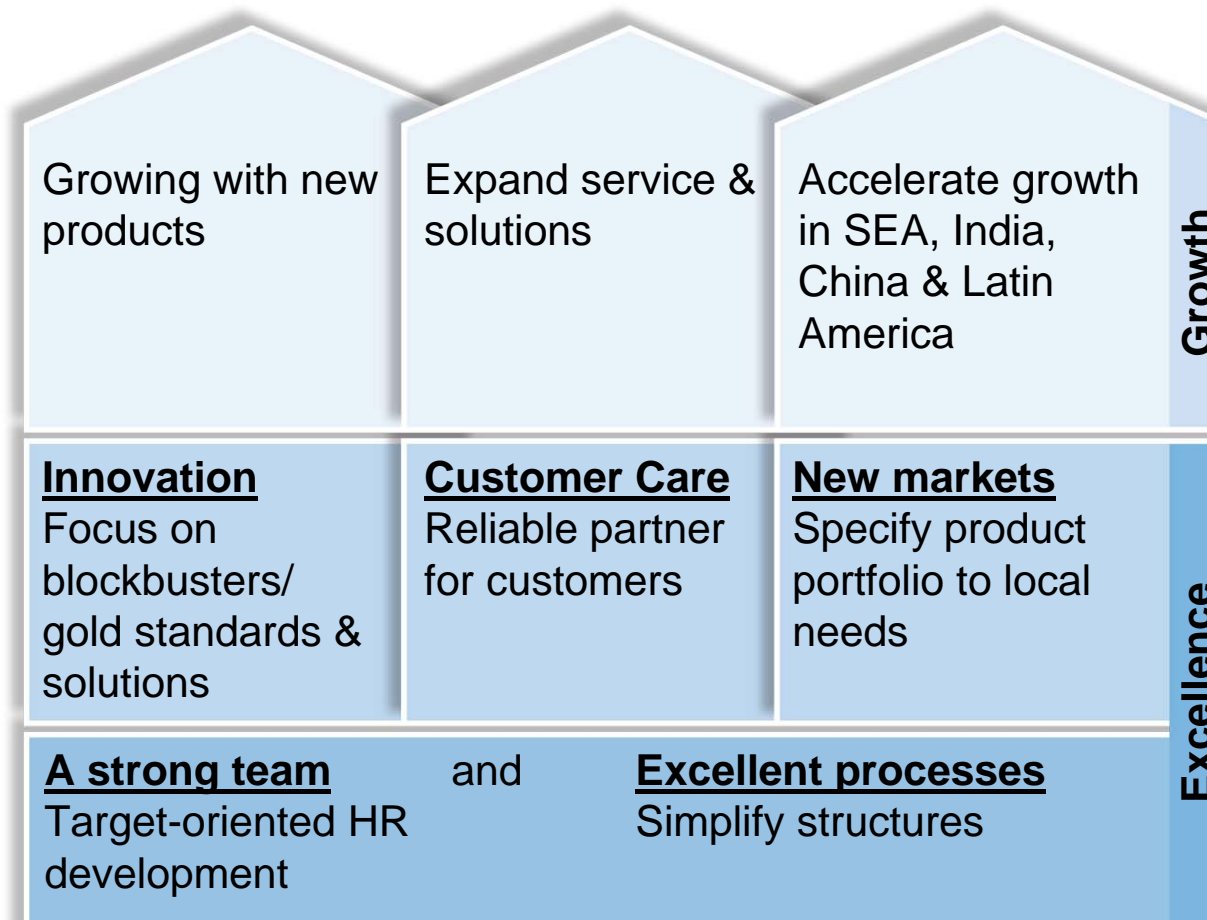 Growing with new
products
Expand service &
solutions
Accelerate growth
in SEA, India,
China & Latin
America
Growth
Innovation
Focus on
blockbusters/
gold standards &
solutions
Customer Care
Reliable partner
for customers
New markets
Specify product
portfolio to local
needs
Excellence
A strong team and Excellent processes
Target-oriented HR
development
Simplify structures